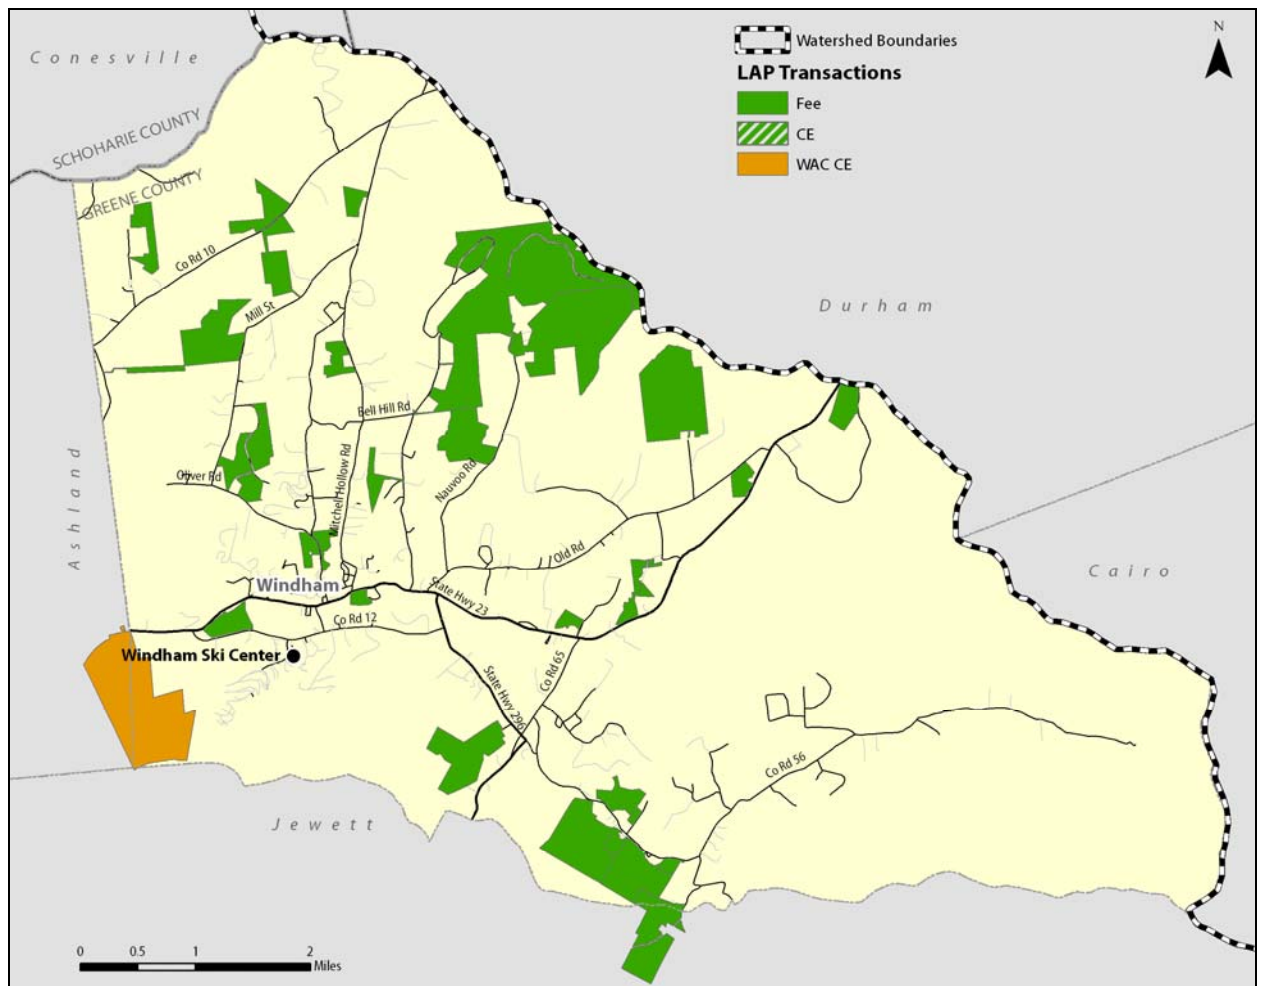 Conesville
SCHOHARIE COUNTY
GREENE COUNTY
N
Watershed Boundaries
LAP Transactions
Fee
CE
WAC CE
Co Rd 10
Mill St
Durham
Bell Hill Rd
Oliver Rd
Mitchell Hollow Rd
Nauvoo Rd
Ashland
Old Rd
Cairo
Windham
State Hwy 23
Co Rd 12
Windham Ski Center
Co Rd 65
State Hwy 296
Co Rd 56
Jewett
0 0.5 1 2
Miles